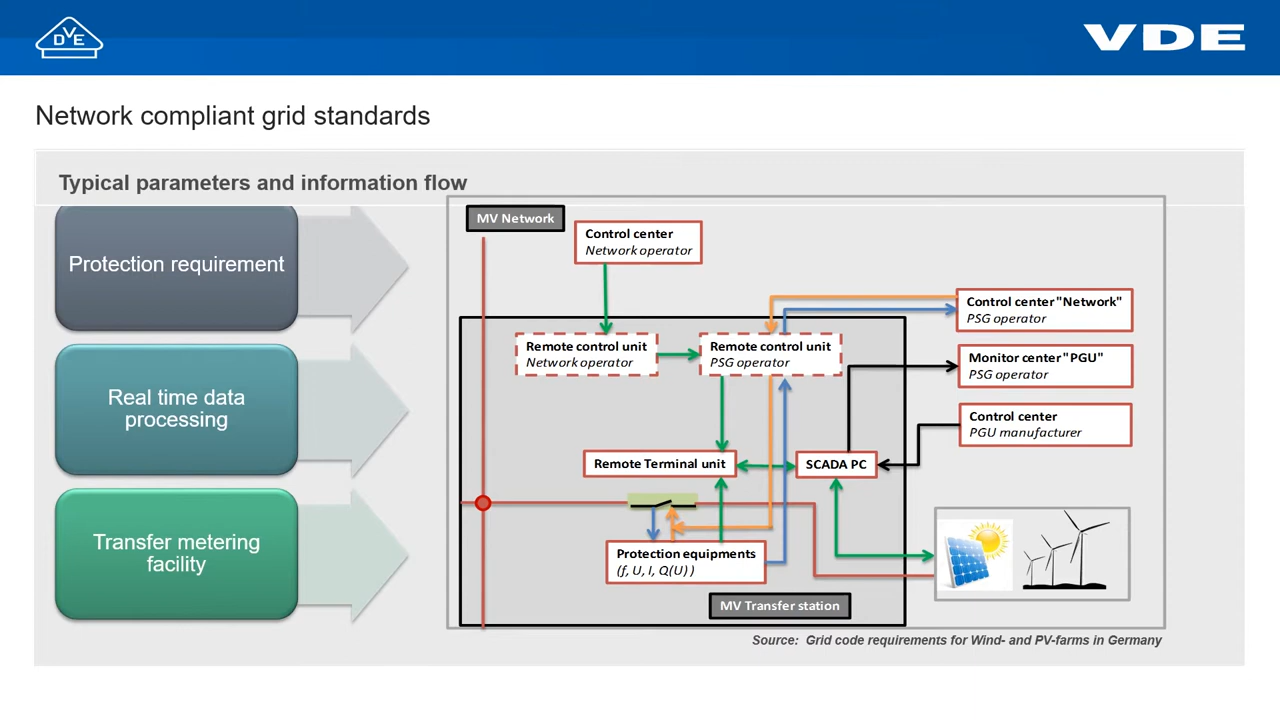 DVE
VDE
Network compliant grid standards
Typical parameters and information flow
Protection requirement
Real time data
processing
Transfer metering
facility
MV Network
Control center
Network operator
Remote control unit
Network operator
Remote control unit
PSG operator
Control center "Network"
PSG operator
Monitor center "PGU"
PSG operator
Control center
PGU manufacturer
Remote Terminal unit
SCADA PC
Protection equipments
(f, U, I, Q(U) )
MV Transfer station
Source: Grid code requirements for Wind- and PV-farms in Germany